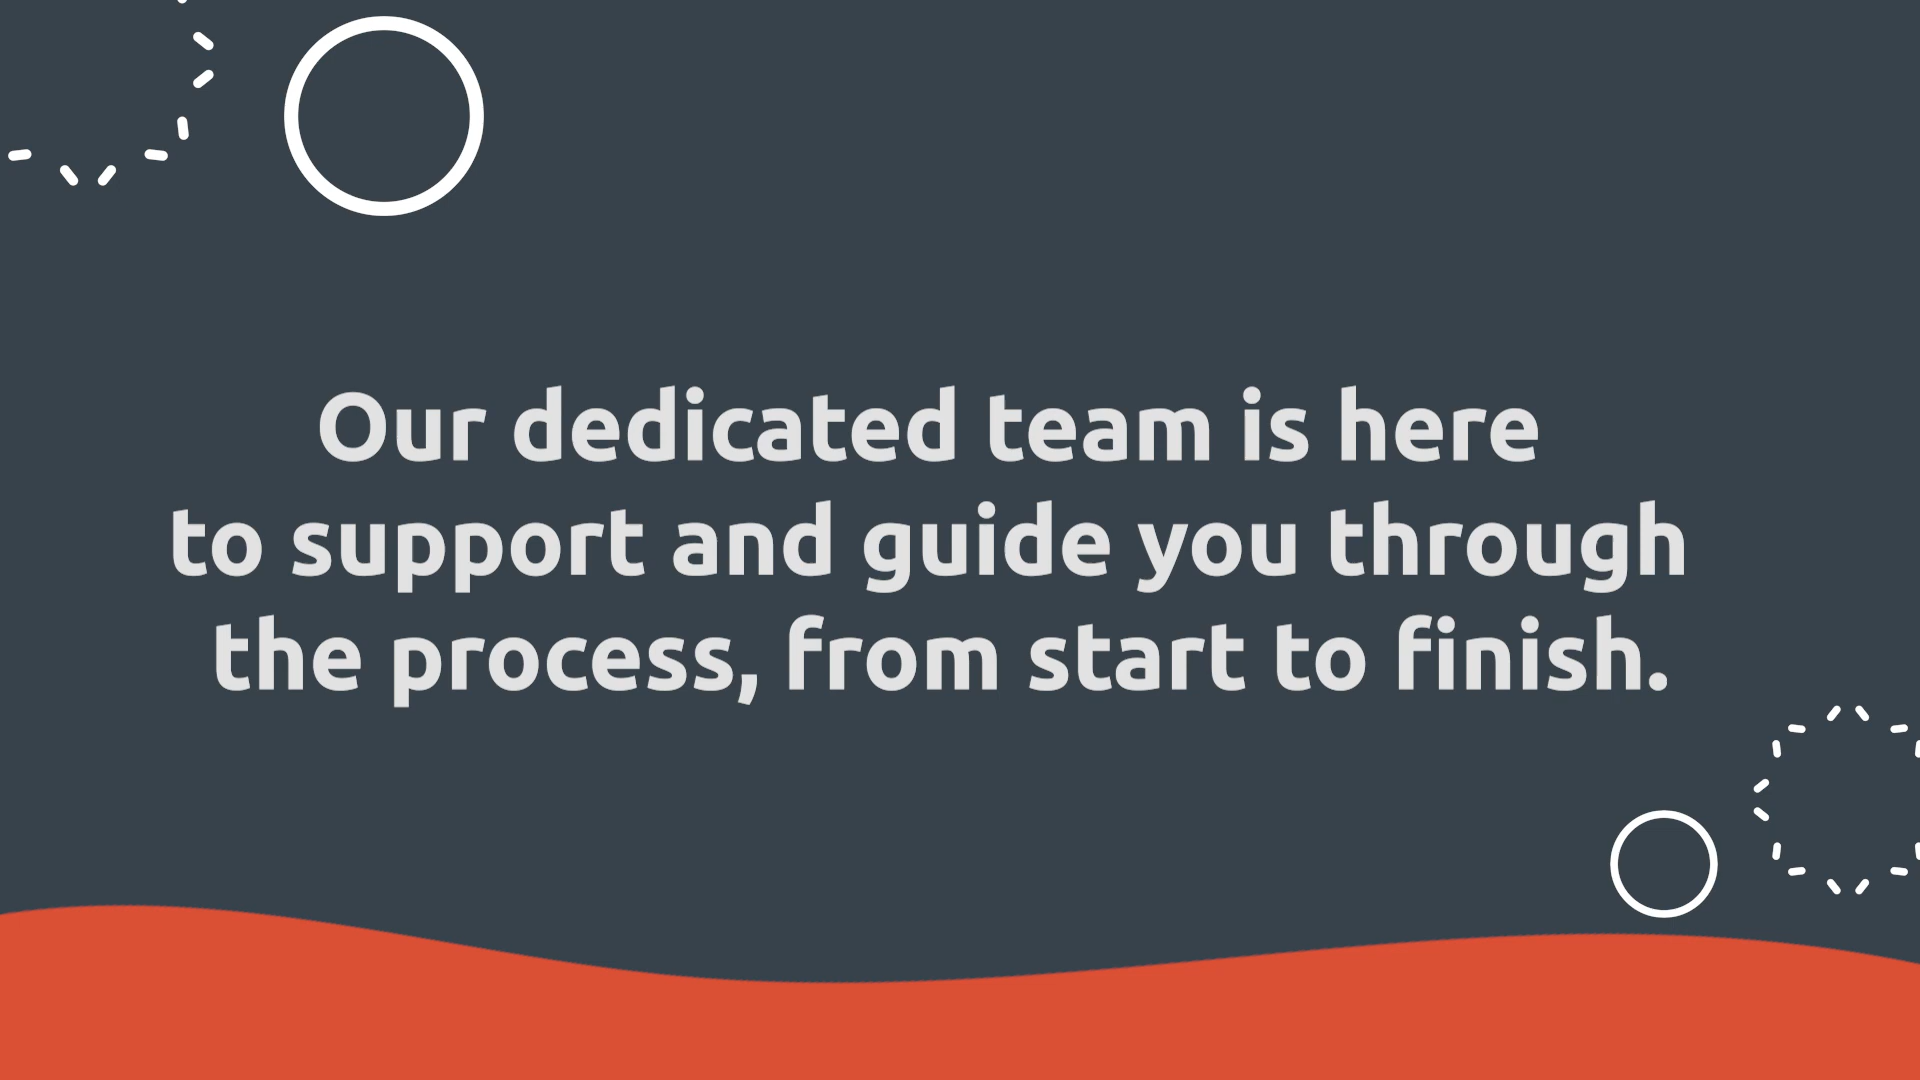 Our dedicated team is here
to support and guide you through
the process, from start to finish.